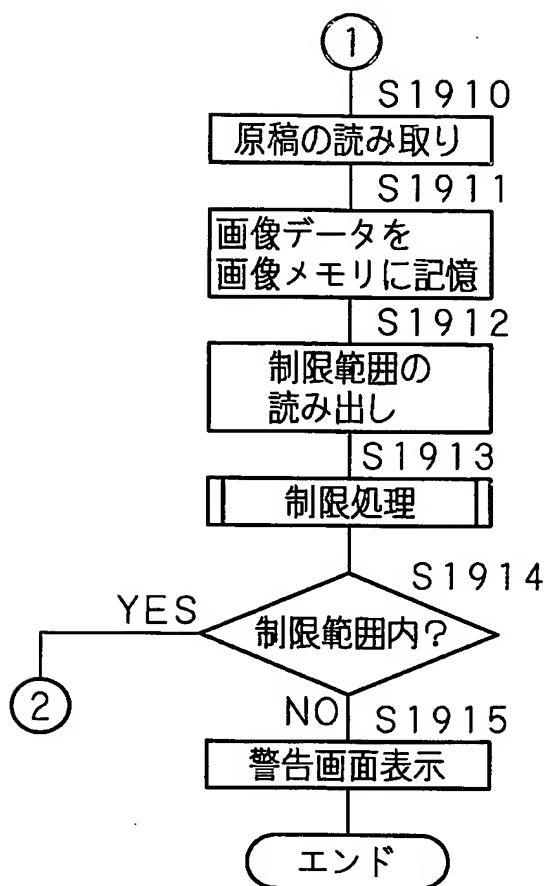 1
S1910
原稿の読み取り
S1911
画像データを
画像メモリに記憶
S1912
制限範囲の
読み出し
S1913
制限処理
S1914
YES
制限範囲内?
2
NO
S1915
警告画面表示
エンド